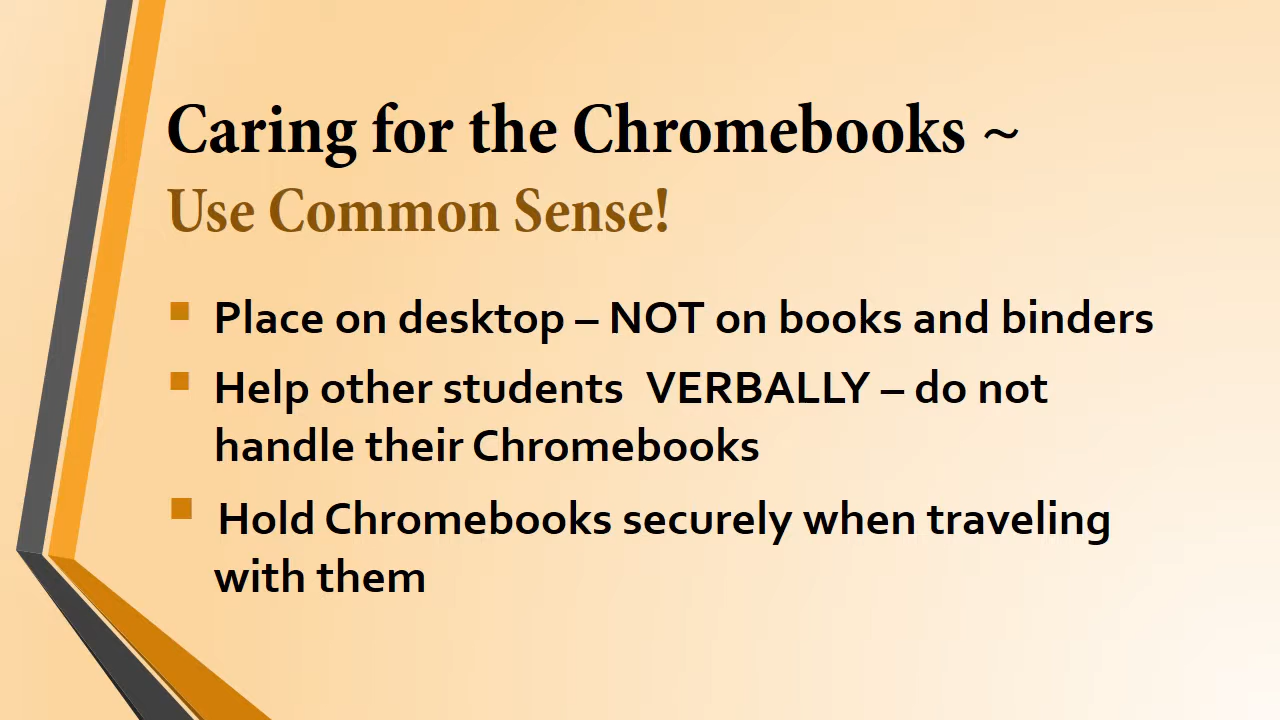 Caring for the Chromebooks ~
Use Common Sense!
Place on desktop – NOT on books and binders
Help other students  VERBALLY – do not
handle their Chromebooks
Hold Chromebooks securely when traveling
with them